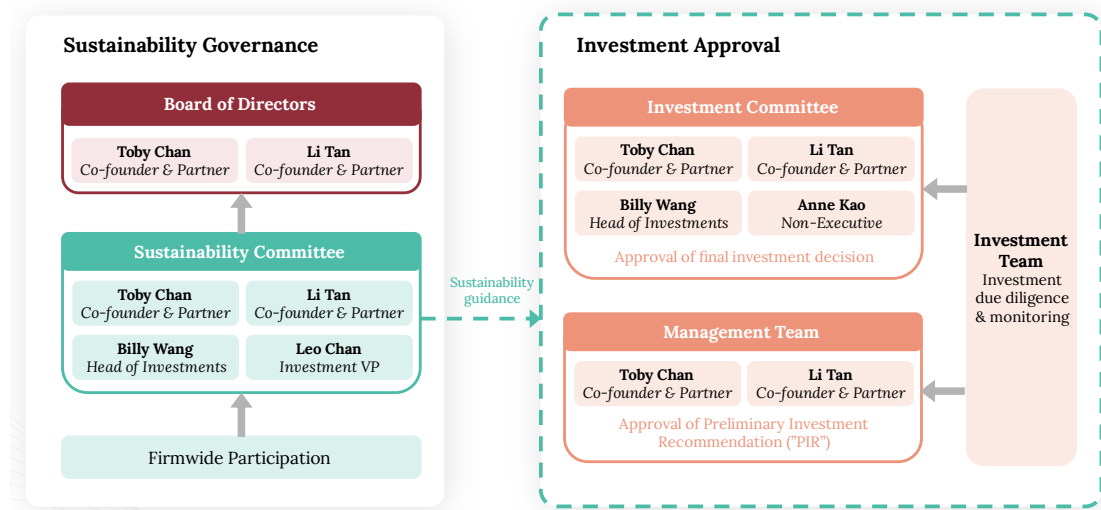 Sustainability Governance
Board of Directors
Toby Chan
Co-founder & Partner
Li Tan
Co-founder & Partner
Sustainability Committee
Toby Chan
Co-founder & Partner
Li Tan
Co-founder & Partner
Billy Wang
Head of Investments
Leo Chan
Investment VP
Firmwide Participation
Sustainability
guidance
Investment Approval
Investment Committee
Toby Chan
Co-founder & Partner
Li Tan
Co-founder & Partner
Billy Wang
Head of Investments
Anne Kao
Non-Executive
Approval of final investment decision
Management Team
Toby Chan
Co-founder & Partner
Li Tan
Co-founder & Partner
Approval of Preliminary Investment
Recommendation ("PIR")
Investment
Team
Investment
due diligence
& monitoring